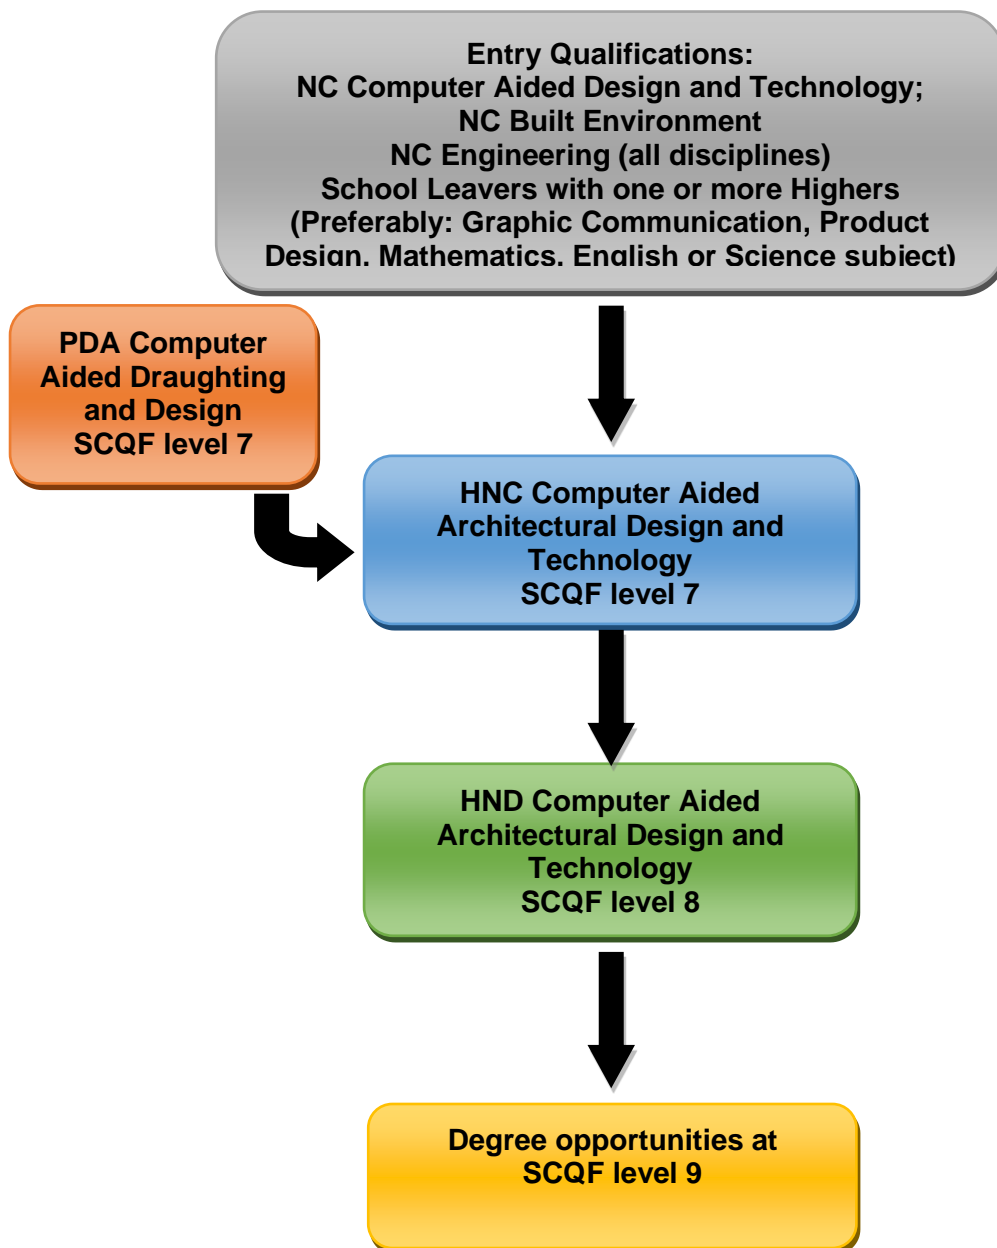 Entry Qualifications:
NC Computer Aided Design and Technology;
NC Built Environment
NC Engineering (all disciplines)
School Leavers with one or more Highers
(Preferably: Graphic Communication, Product
Design, Mathematics, English or Science subject)
PDA Computer
Aided Draughting
and Design
SCQF level 7
HNC Computer Aided
Architectural Design and
Technology
SCQF level 7
HND Computer Aided
Architectural Design and
Technology
SCQF level 8
Degree opportunities at
SCQF level 9